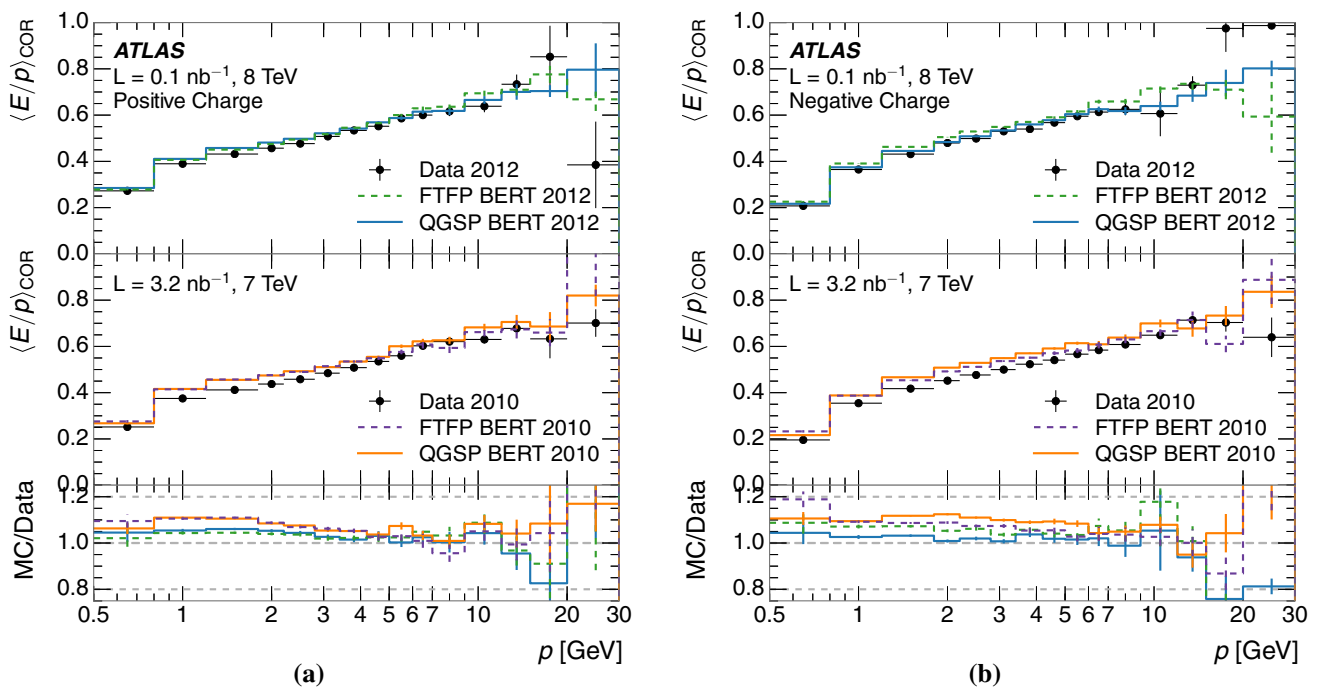 1.0
⟨E/p⟩COR
ATLAS
L = 0.1 nb−1, 8 TeV
Positive Charge
0.8
0.6
0.4
0.2
0.0
Data 2012
FTFP BERT 2012
QGSP BERT 2012
⟨E/p⟩COR
L = 3.2 nb−1, 7 TeV
0.8
0.6
0.4
0.2
0.0
Data 2010
FTFP BERT 2010
QGSP BERT 2010
MC/Data
1.2
1.0
0.8
0.5 1 2 3 4 5 6 7 10 20 30
p [GeV]
(a)
1.0
⟨E/p⟩COR
ATLAS
L = 0.1 nb−1, 8 TeV
Negative Charge
0.8
0.6
0.4
0.2
0.0
Data 2012
FTFP BERT 2012
QGSP BERT 2012
⟨E/p⟩COR
L = 3.2 nb−1, 7 TeV
0.8
0.6
0.4
0.2
0.0
Data 2010
FTFP BERT 2010
QGSP BERT 2010
MC/Data
1.2
1.0
0.8
0.5 1 2 3 4 5 6 7 10 20 30
p [GeV]
(b)